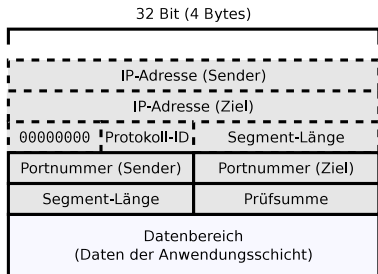 32 Bit (4 Bytes)
IP-Adresse (Sender)
IP-Adresse (Ziel)
00000000 Protokoll-ID Segment-Länge
Portnummer (Sender) Portnummer (Ziel)
Segment-Länge Prüfsumme
Datenbereich
(Daten der Anwendungsschicht)